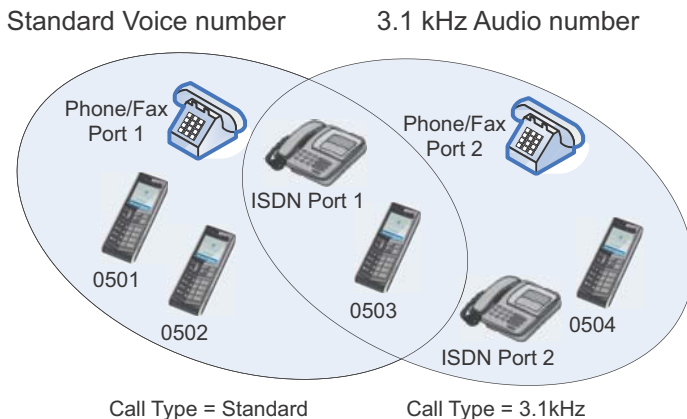 Standard Voice number
3.1 kHz Audio number
Phone/Fax
Port 1
Phone/Fax
Port 2
ISDN Port 1
0501
0502
0503
0504
ISDN Port 2
Call Type = Standard
Call Type = 3.1kHz